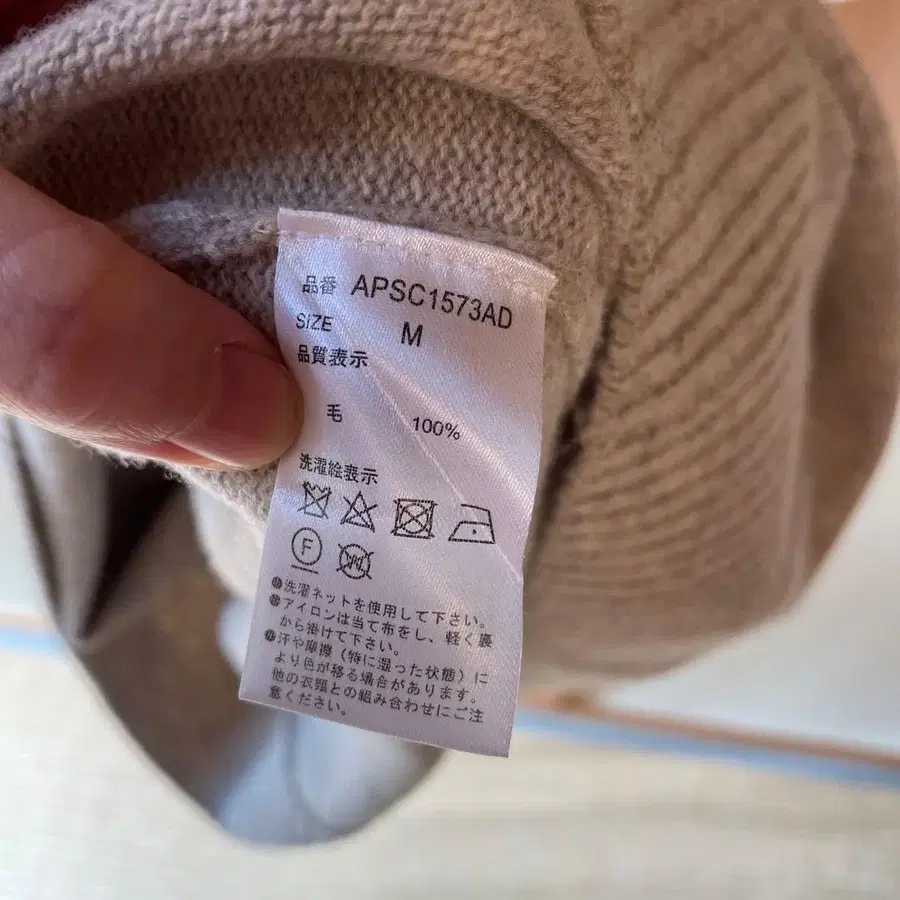 品番 APSC1573AD
SIZE M
品質表示
毛 100%
洗濯絵表示
F W
●洗濯ネットを使用して下さい。
●アイロンは当て布をし、軽く裏
から掛けて下さい。
●汗や摩擦（特に湿った状態）に
より色が移る場合があります。
他の衣類との組み合わせにご注
意ください。